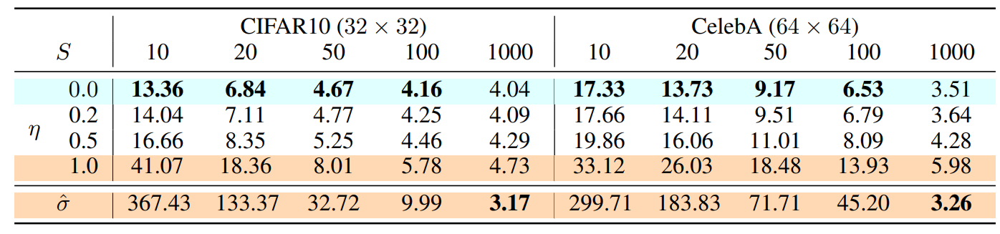 CIFAR10 (32 × 32) CelebA (64 × 64)
S 10 20 50 100 1000 10 20 50 100 1000
0.0 13.36 6.84 4.67 4.16 4.04 17.33 13.73 9.17 6.53 3.51
0.2 14.04 7.11 4.77 4.25 4.09 17.66 14.11 9.51 6.79 3.64
η
0.5 16.66 8.35 5.25 4.46 4.29 19.86 16.06 11.01 8.09 4.28
1.0 41.07 18.36 8.01 5.78 4.73 33.12 26.03 18.48 13.93 5.98
σ̂ 367.43 133.37 32.72 9.99 3.17 299.71 183.83 71.71 45.20 3.26